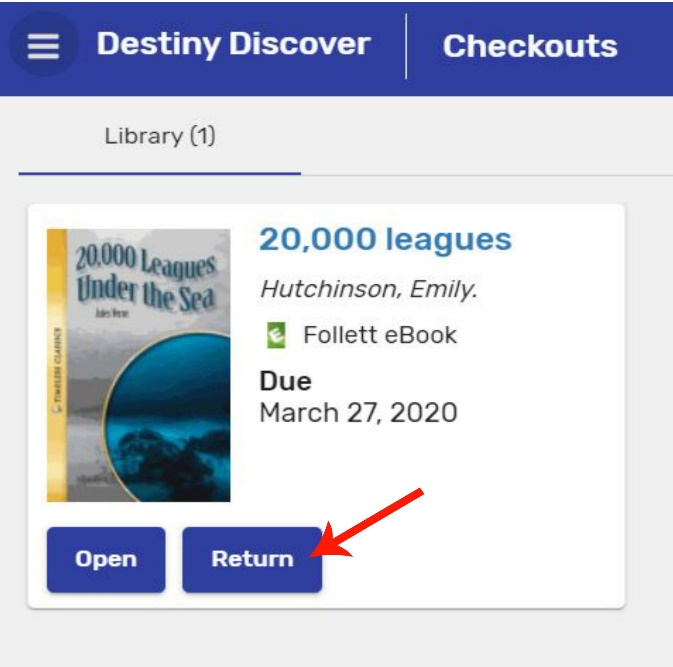 Destiny Discover
Checkouts
Library (1)
20,000 Leagues
Under the Sea
Jules Verne
TIMELESS CLASSICS
20,000 leagues
Hutchinson, Emily.
Follett eBook
Due
March 27, 2020
Open
Return